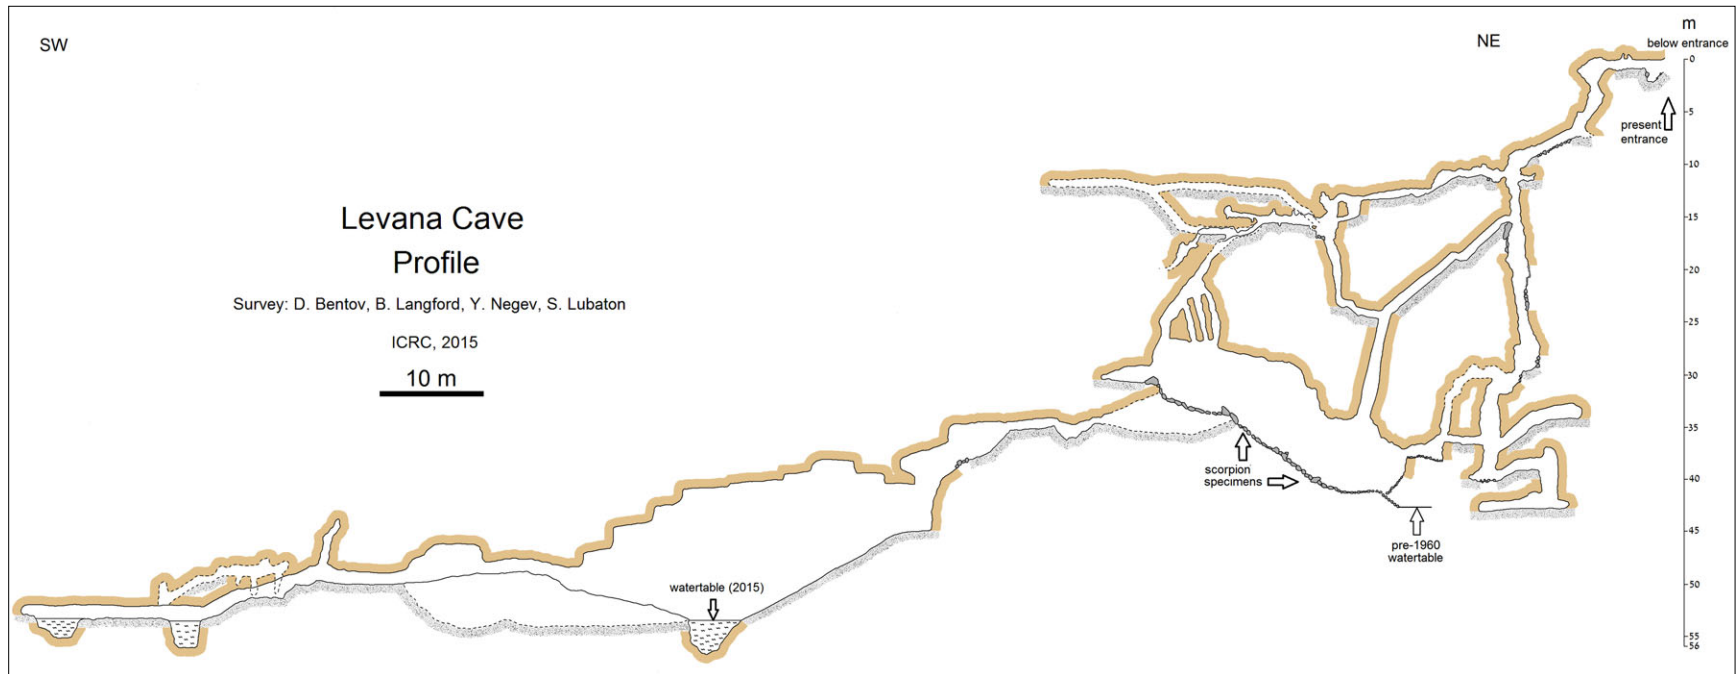 SW
NE
m
below entrance
0
5
10
15
20
25
30
35
40
45
50
55
56
present
entrance
Levana Cave
Profile
Survey: D. Bentov, B. Langford, Y. Negev, S. Lubaton
ICRC, 2015
10 m
scorpion
specimens
pre-1960
watertable
watertable (2015)